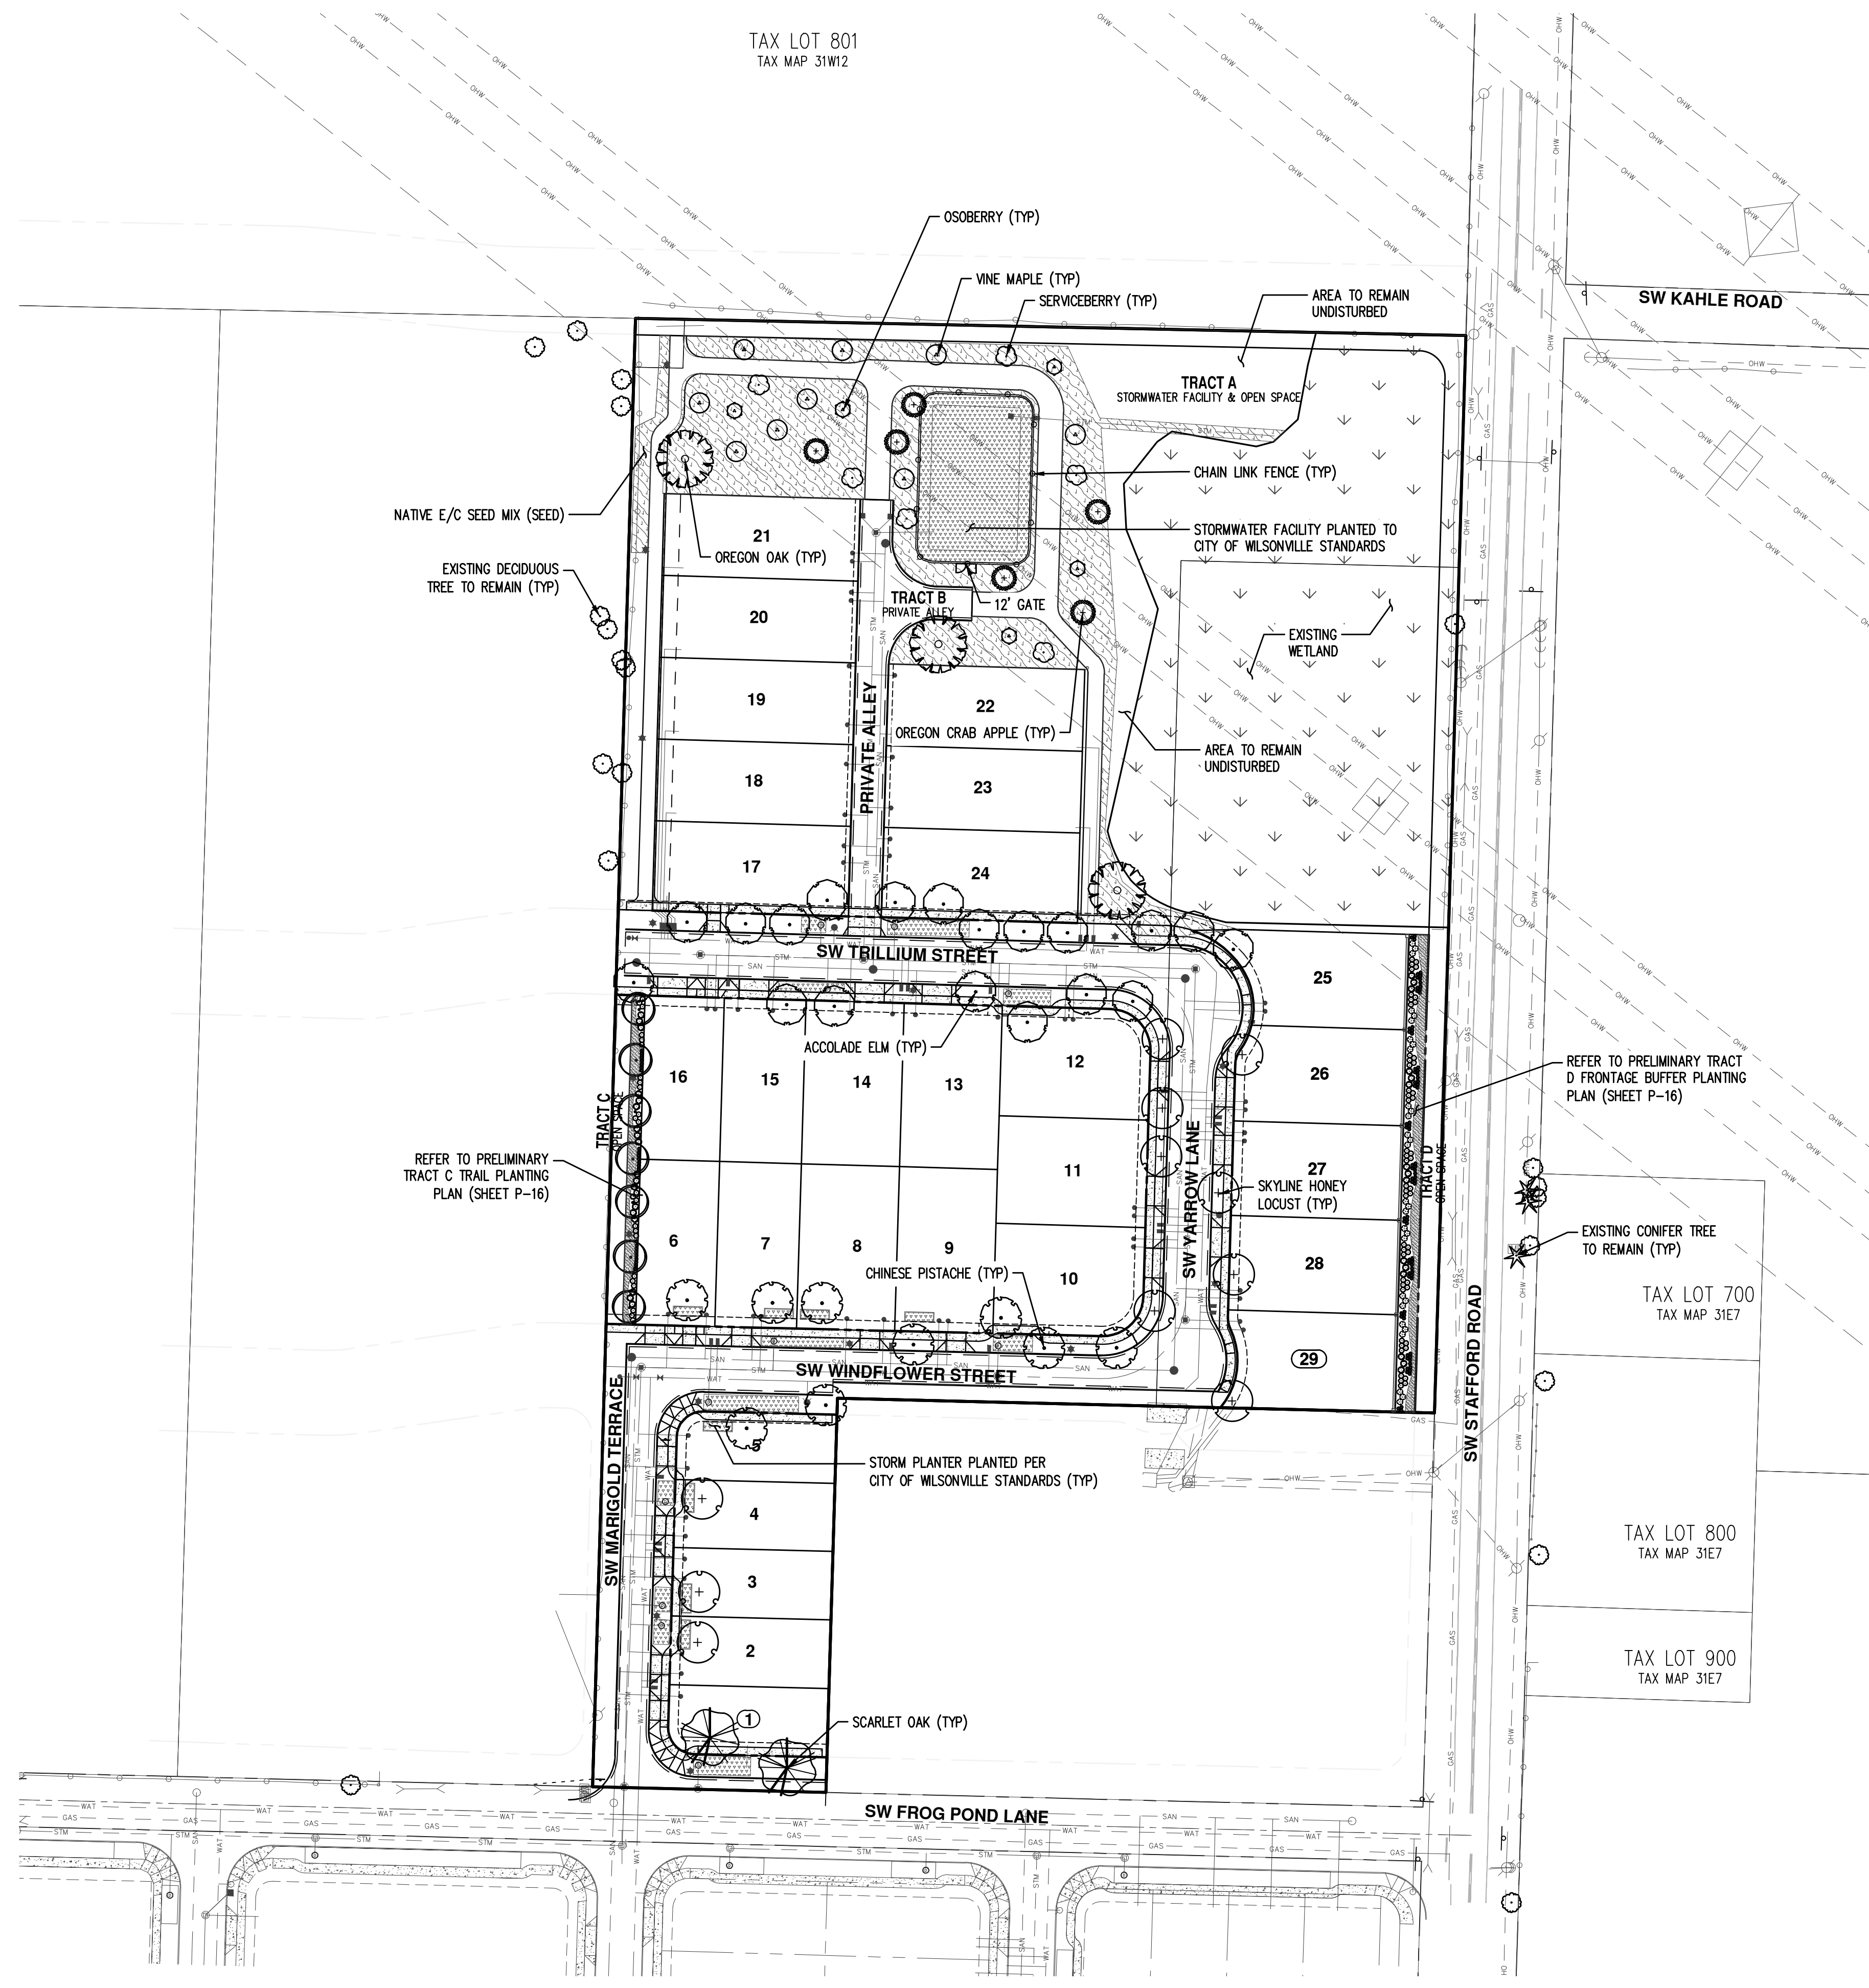 TAX LOT 801
TAX MAP 31W12
OSOBERRY (TYP)
VINE MAPLE (TYP)
SERVICEBERRY (TYP)
AREA TO REMAIN
UNDISTURBED
SW KAHLE ROAD
TRACT A
STORMWATER FACILITY & OPEN SPACE
CHAIN LINK FENCE (TYP)
NATIVE E/C SEED MIX (SEED)
STORMWATER FACILITY PLANTED TO
CITY OF WILSONVILLE STANDARDS
21
OREGON OAK (TYP)
EXISTING DECIDUOUS
TREE TO REMAIN (TYP)
TRACT B
PRIVATE ALLEY
12' GATE
20
EXISTING
WETLAND
19
PRIVATE ALLEY
22
OREGON CRAB APPLE (TYP)
AREA TO REMAIN
UNDISTURBED
18
23
17
24
SW TRILLIUM STREET
25
ACCOLADE ELM (TYP)
12
16
15
14
13
26
REFER TO PRELIMINARY TRACT
D FRONTAGE BUFFER PLANTING
PLAN (SHEET P-16)
TRACT C
OPEN SPACE
REFER TO PRELIMINARY
TRACT C TRAIL PLANTING
PLAN (SHEET P-16)
11
SW YARROW LANE
27
SKYLINE HONEY
LOCUST (TYP)
TRACT D
OPEN SPACE
EXISTING CONIFER TREE
TO REMAIN (TYP)
6
7
8
9
CHINESE PISTACHE (TYP)
10
28
TAX LOT 700
TAX MAP 31E7
SW STAFFORD ROAD
29
SW WINDFLOWER STREET
SW MARIGOLD TERRACE
5
STORM PLANTER PLANTED PER
CITY OF WILSONVILLE STANDARDS (TYP)
4
TAX LOT 800
TAX MAP 31E7
3
2
TAX LOT 900
TAX MAP 31E7
1
SCARLET OAK (TYP)
SW FROG POND LANE
OHW
GAS
STM
SAN
WAT